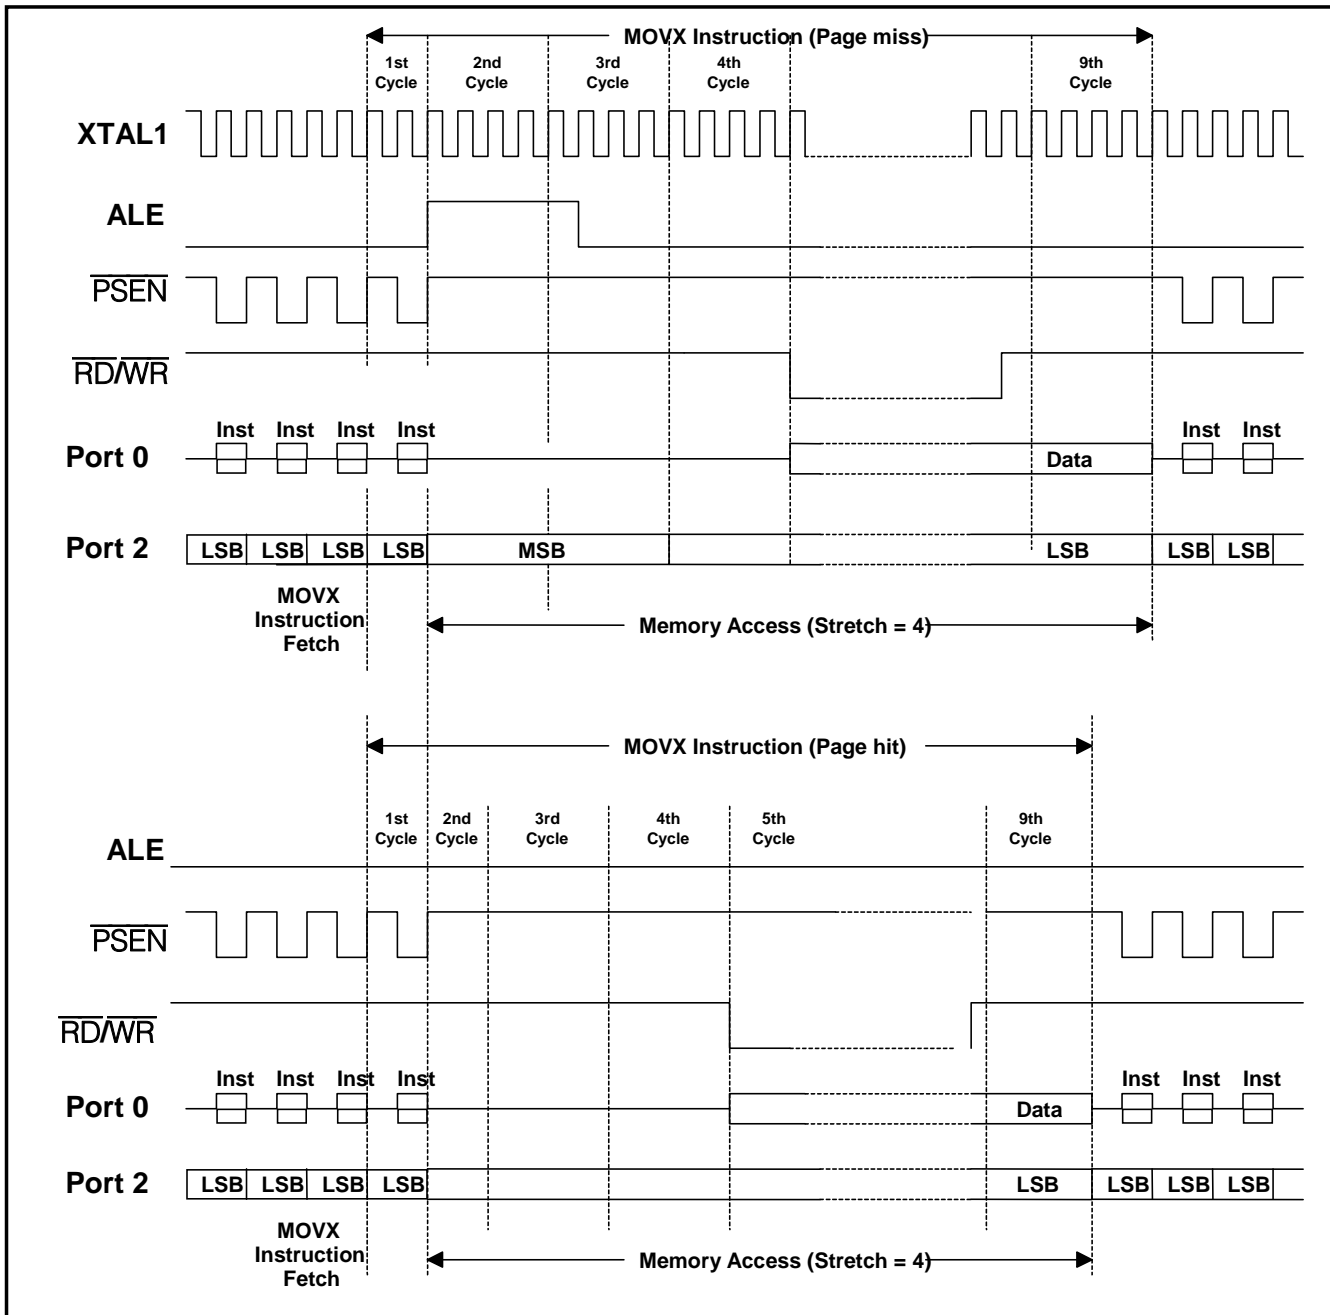 MOVX Instruction (Page miss)
1st Cycle
2nd Cycle
3rd Cycle
4th Cycle
9th Cycle
XTAL1
ALE
PSEN
RD/WR
Inst Inst Inst Inst Inst Inst
Port 0
Data
Port 2
LSB LSB LSB LSB MSB LSB LSB LSB
MOVX
Instruction
Fetch
Memory Access (Stretch = 4)
MOVX Instruction (Page hit)
1st Cycle
2nd Cycle
3rd Cycle
4th Cycle
5th Cycle
9th Cycle
ALE
PSEN
RD/WR
Inst Inst Inst Inst Inst Inst Inst
Port 0
Data
Port 2
LSB LSB LSB LSB LSB LSB LSB LSB
MOVX
Instruction
Fetch
Memory Access (Stretch = 4)